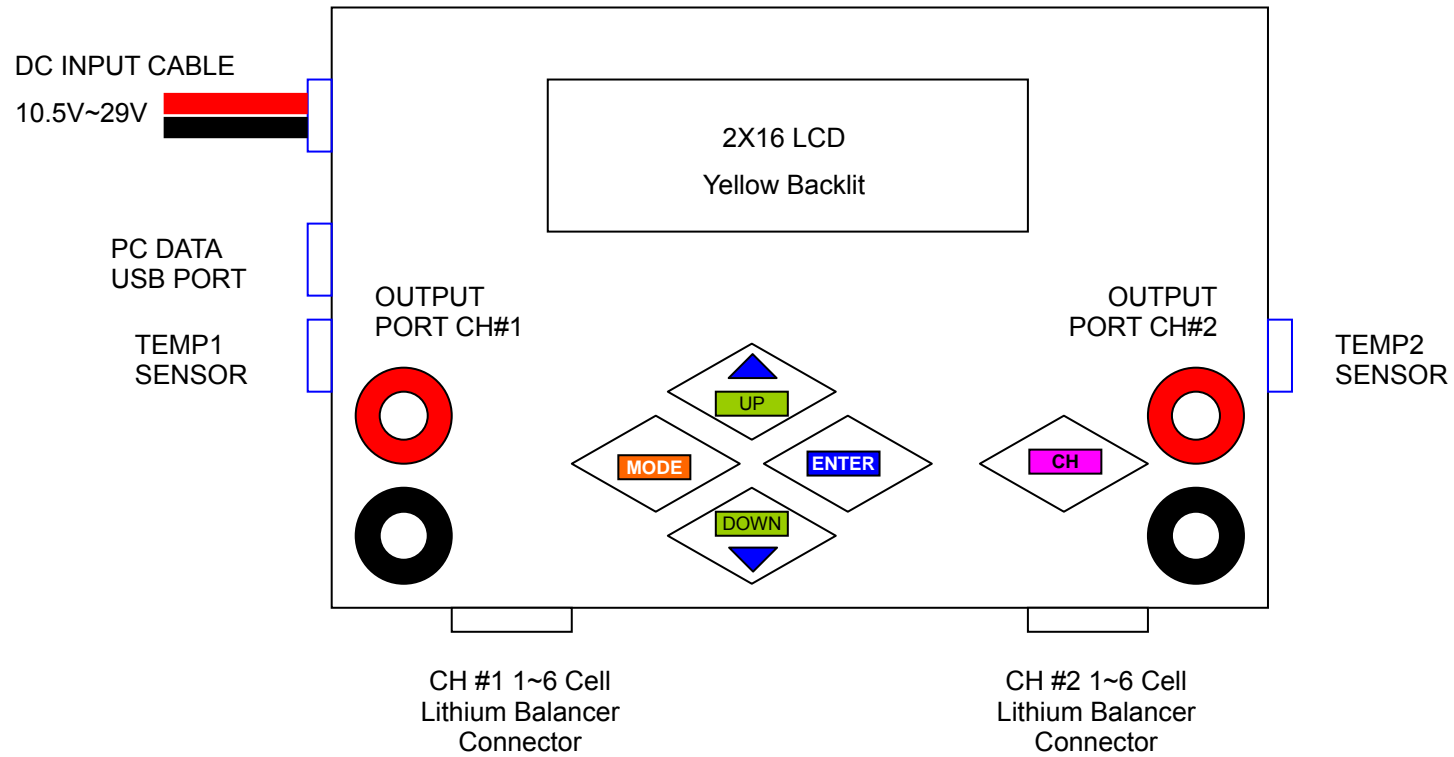 DC INPUT CABLE
10.5V~29V
2X16 LCD
Yellow Backlit
PC DATA
USB PORT
TEMP1
SENSOR
OUTPUT
PORT CH#1
OUTPUT
PORT CH#2
TEMP2
SENSOR
UP
MODE
ENTER
CH
DOWN
CH #1 1~6 Cell
Lithium Balancer
Connector
CH #2 1~6 Cell
Lithium Balancer
Connector